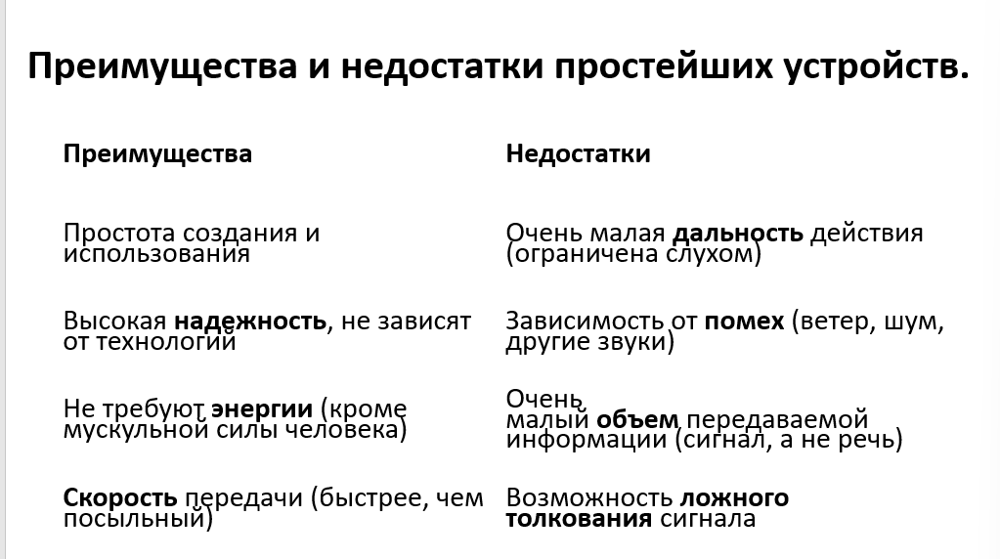 Преимущества и недостатки простейших устройств.
Преимущества
Недостатки
Простота создания и
использования
Очень малая дальность действия
(ограничена слухом)
Высокая надежность, не зависят
от технологий
Зависимость от помех (ветер, шум,
другие звуки)
Не требуют энергии (кроме
мускульной силы человека)
Очень
малый объем передаваемой
информации (сигнал, а не речь)
Скорость передачи (быстрее, чем
посыльный)
Возможность ложного
толкования сигнала